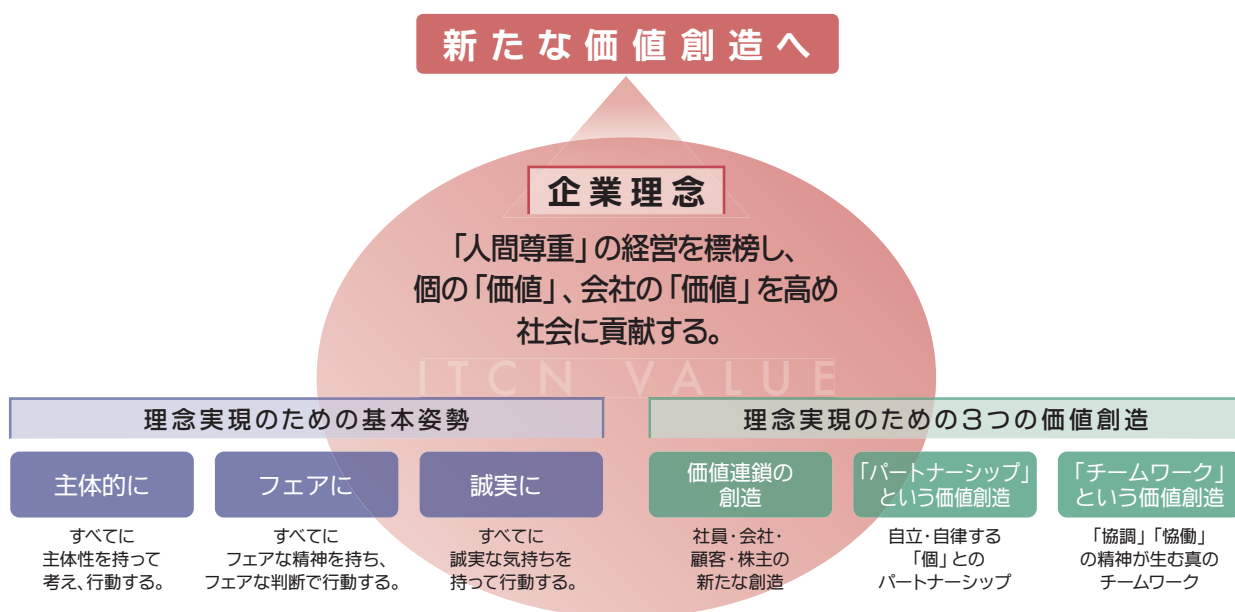 新たな価値創造へ
企業理念
「人間尊重」の経営を標榜し、
個の「価値」、会社の「価値」を高め
社会に貢献する。
ITCN VALUE
理念実現のための基本姿勢
主体的に
すべてに
主体性を持って
考え、行動する。
フェアに
すべてに
フェアな精神を持ち、
フェアな判断で行動する。
誠実に
すべてに
誠実な気持ちを
持って行動する。
理念実現のための3つの価値創造
価値連鎖の
創造
社員・会社・
顧客・株主の
新たな創造
「パートナーシップ」
という価値創造
自立・自律する
「個」との
パートナーシップ
「チームワーク」
という価値創造
「協調」「協働」
の精神が生む真の
チームワーク